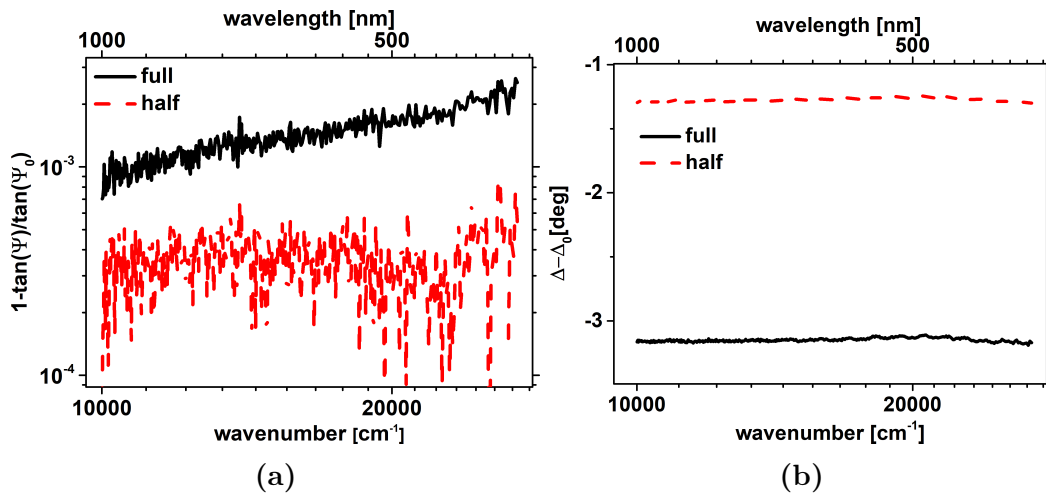 wavelength [nm]
1000 500
full
half
10⁻³
10⁻⁴
1-tan(Ψ)/tan(Ψ₀)
10000 20000
wavenumber [cm⁻¹]
(a)
wavelength [nm]
1000 500
-1
-2
-3
full
half
Δ−Δ₀[deg]
10000 20000
wavenumber [cm⁻¹]
(b)